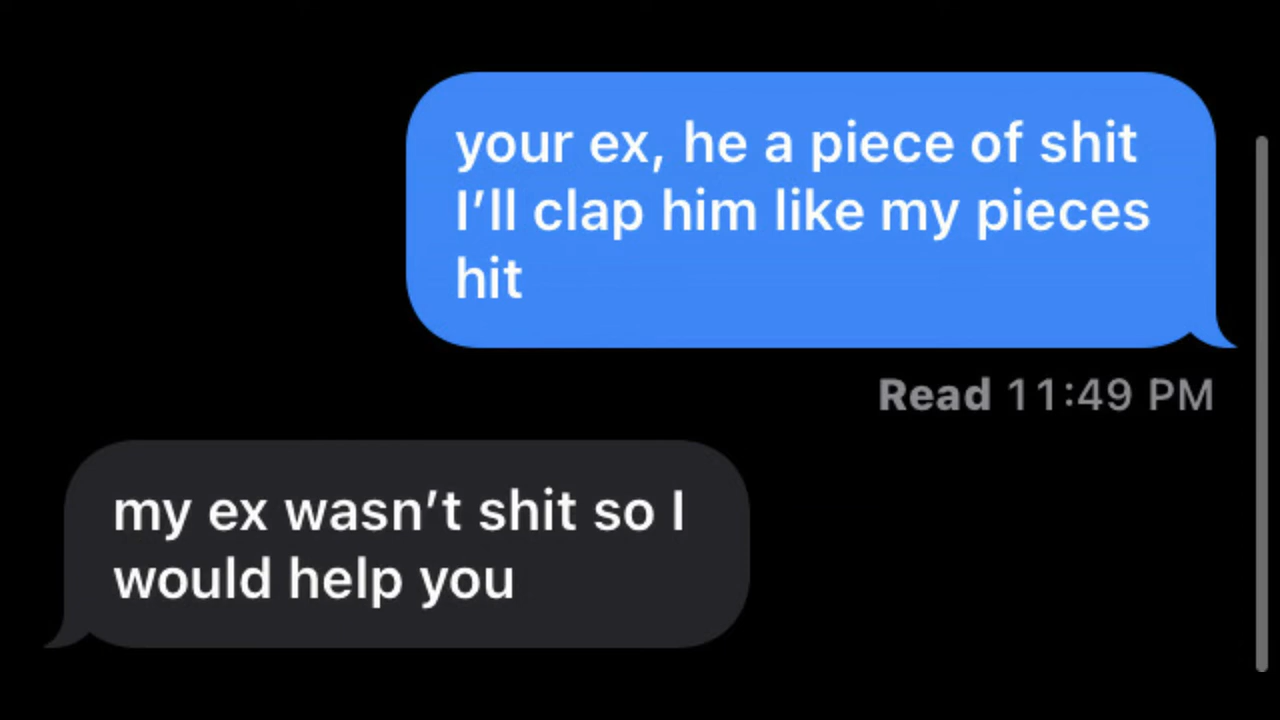 your ex, he a piece of shit
I’ll clap him like my pieces
hit
Read 11:49 PM
my ex wasn’t shit so I
would help you